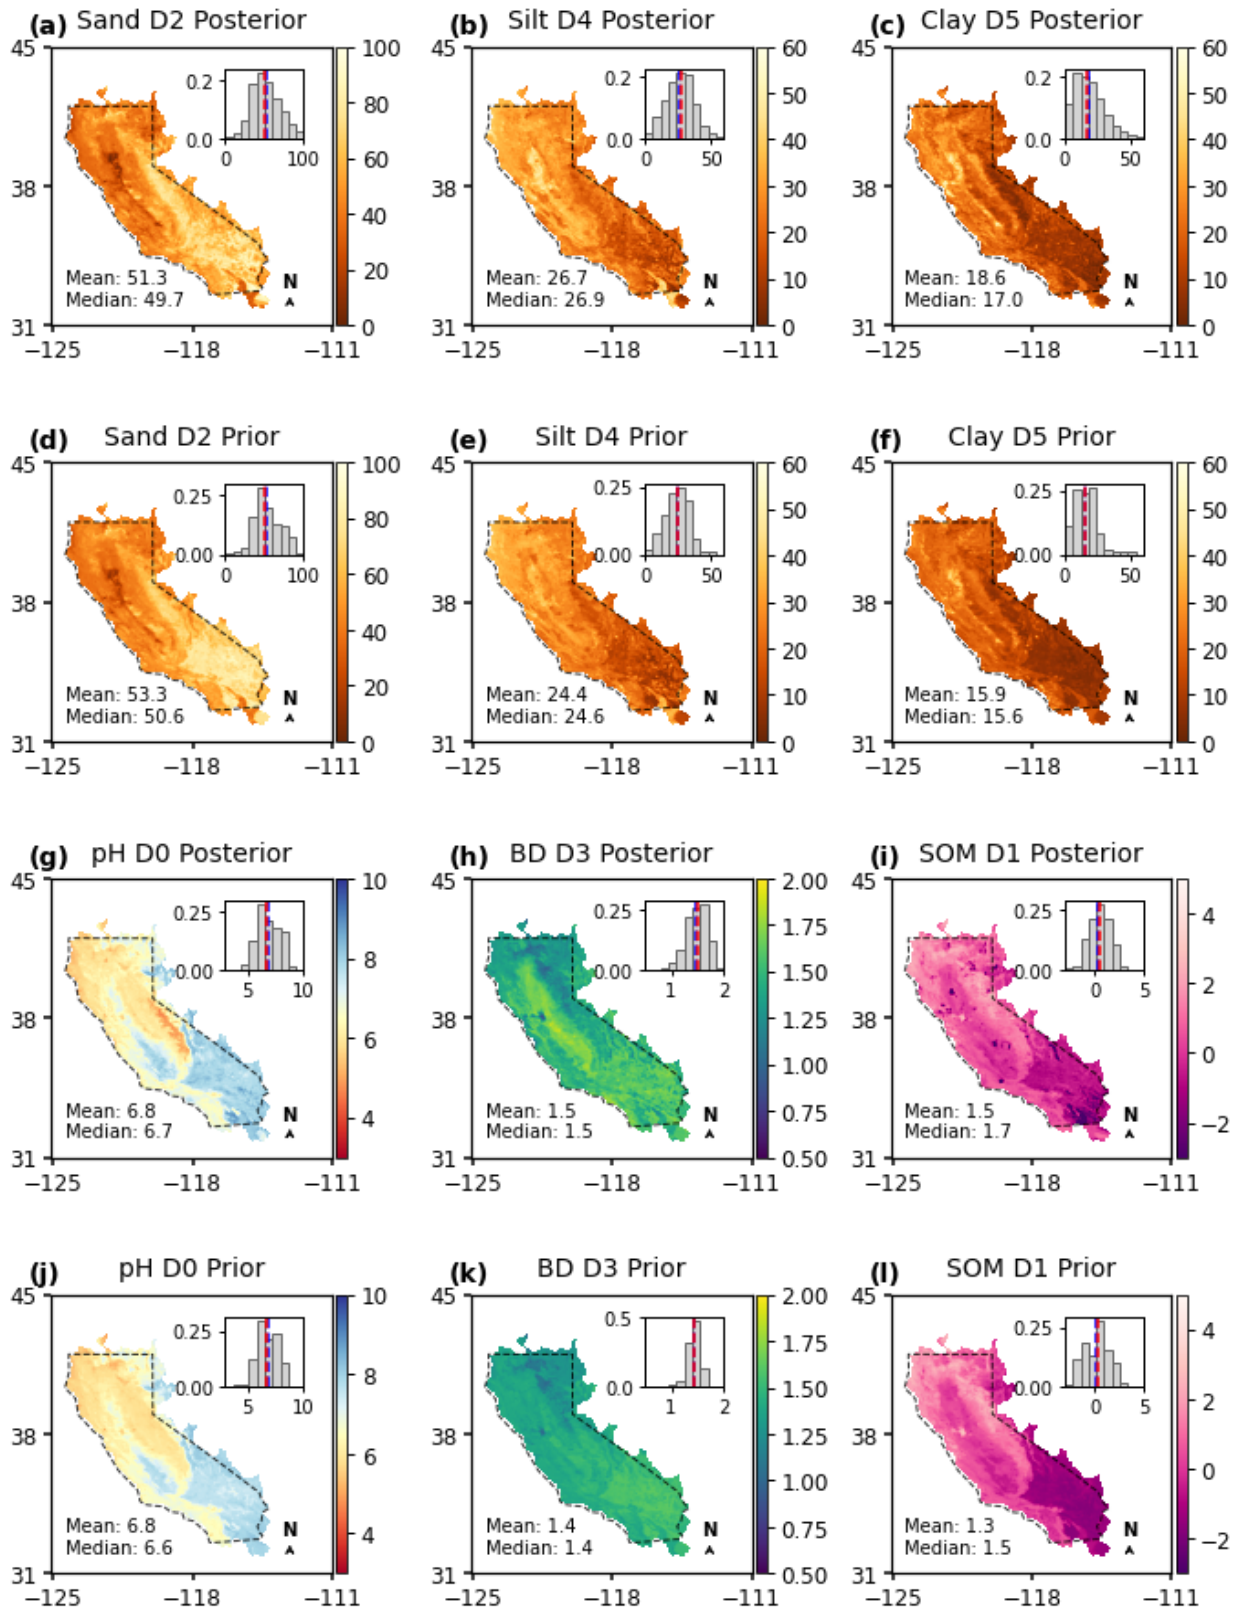 (a) Sand D2 Posterior
45
38
31
−125 −118 −111
0.2
0.0
0 100
Mean: 51.3
Median: 49.7
N
100
80
60
40
20
0
(b) Silt D4 Posterior
0.2
0.0
0 50
Mean: 26.7
Median: 26.9
N
45
38
31
−125 −118 −111
60
50
40
30
20
10
0
(c) Clay D5 Posterior
0.2
0.0
0 50
Mean: 18.6
Median: 17.0
N
45
38
31
−125 −118 −111
60
50
40
30
20
10
0
(d) Sand D2 Prior
0.25
0.00
0 100
Mean: 53.3
Median: 50.6
N
45
38
31
−125 −118 −111
100
80
60
40
20
0
(e) Silt D4 Prior
0.25
0.00
0 50
Mean: 24.4
Median: 24.6
N
45
38
31
−125 −118 −111
60
50
40
30
20
10
0
(f) Clay D5 Prior
0.25
0.00
0 50
Mean: 15.9
Median: 15.6
N
45
38
31
−125 −118 −111
60
50
40
30
20
10
0
(g) pH D0 Posterior
0.25
0.00
5 10
Mean: 6.8
Median: 6.7
N
45
38
31
−125 −118 −111
10
8
6
4
(h) BD D3 Posterior
0.25
0.00
1 2
Mean: 1.5
Median: 1.5
N
45
38
31
−125 −118 −111
2.00
1.75
1.50
1.25
1.00
0.75
0.50
(i) SOM D1 Posterior
0.25
0.00
0 5
Mean: 1.5
Median: 1.7
N
45
38
31
−125 −118 −111
4
2
0
−2
(j) pH D0 Prior
0.25
0.00
5 10
Mean: 6.8
Median: 6.6
N
45
38
31
−125 −118 −111
10
8
6
4
(k) BD D3 Prior
0.5
0.0
1 2
Mean: 1.4
Median: 1.4
N
45
38
31
−125 −118 −111
2.00
1.75
1.50
1.25
1.00
0.75
0.50
(l) SOM D1 Prior
0.25
0.00
0 5
Mean: 1.3
Median: 1.5
N
45
38
31
−125 −118 −111
4
2
0
−2